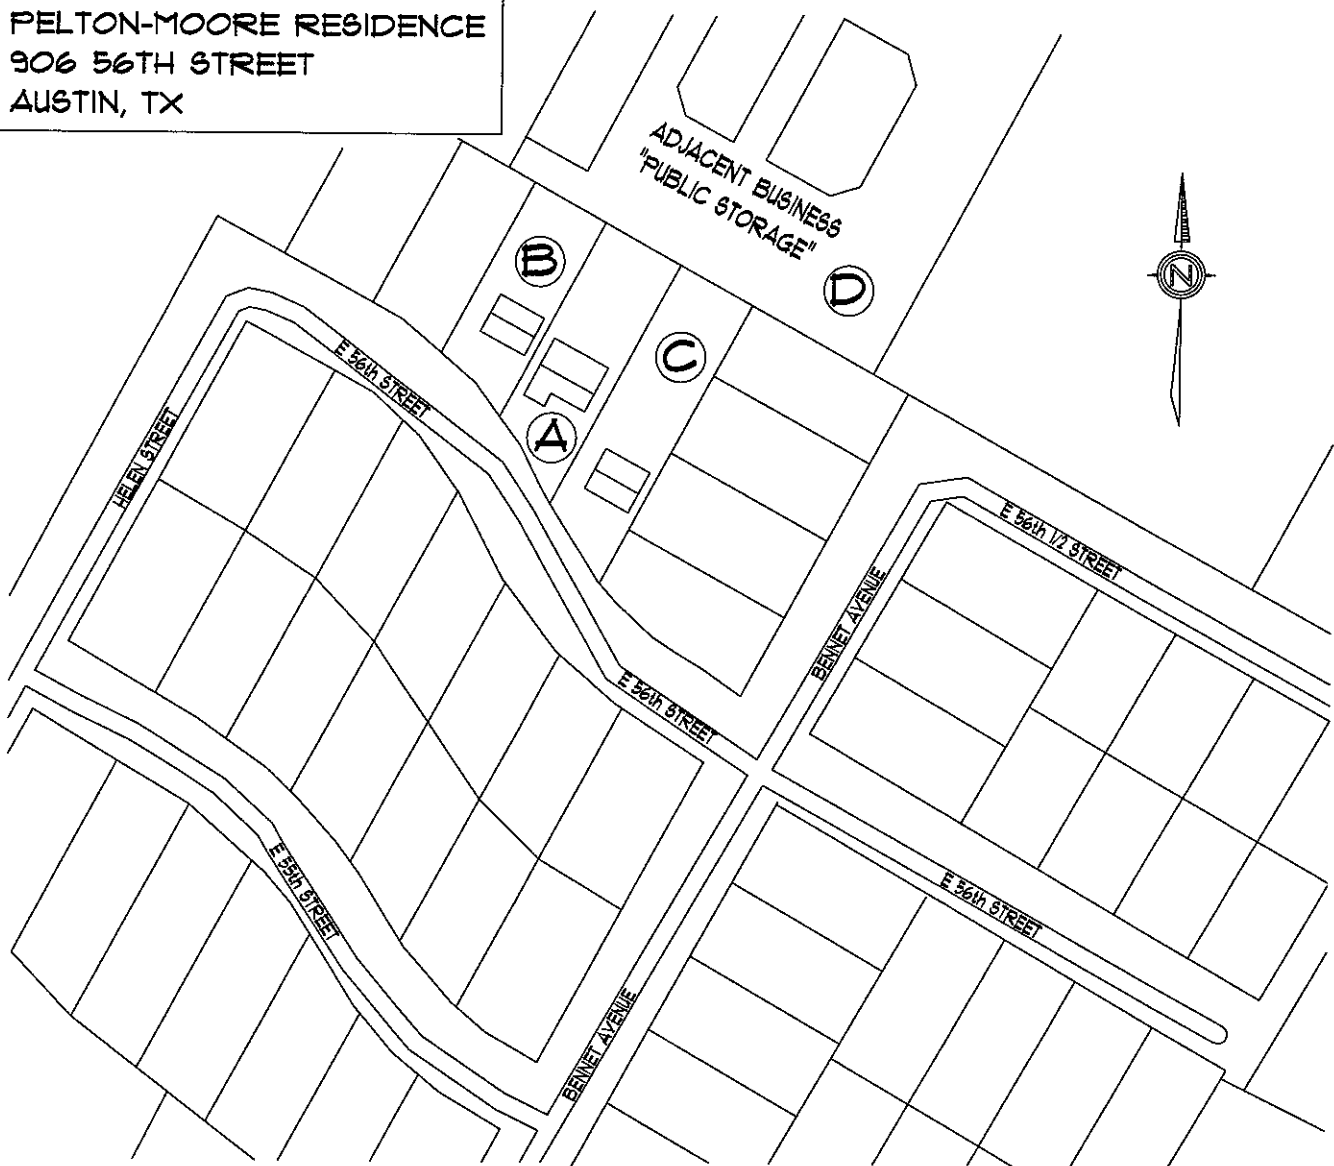 PELTON-MOORE RESIDENCE
906 56TH STREET
AUSTIN, TX
ADJACENT BUSINESS
"PUBLIC STORAGE"
B
D
N
C
E 56th STREET
A
HELEN STREET
E 56th 1/2 STREET
BENNET AVENUE
E 56th STREET
E 55th STREET
E 56th STREET
BENNET AVENUE